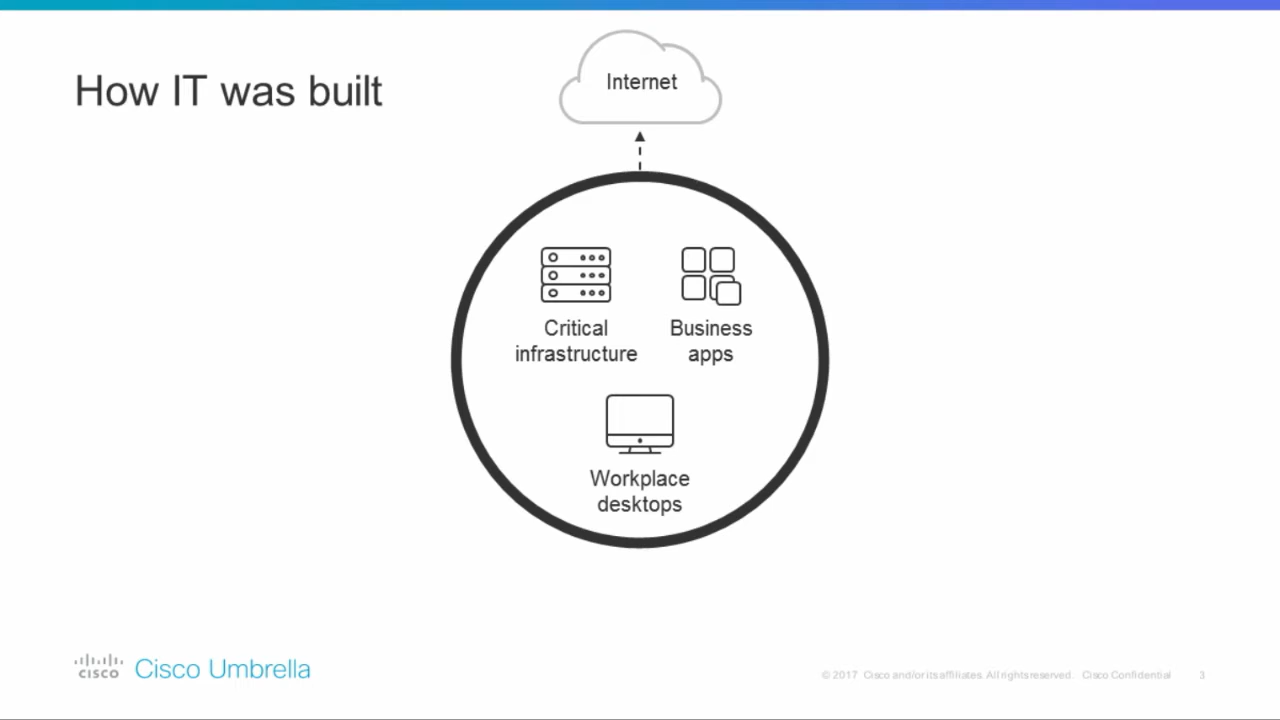 Internet
How IT was built
Critical
infrastructure
Business
apps
Workplace
desktops
CISCO
Cisco Umbrella
© 2017 Cisco and/or its affiliates. All rights reserved. Cisco Confidential 3